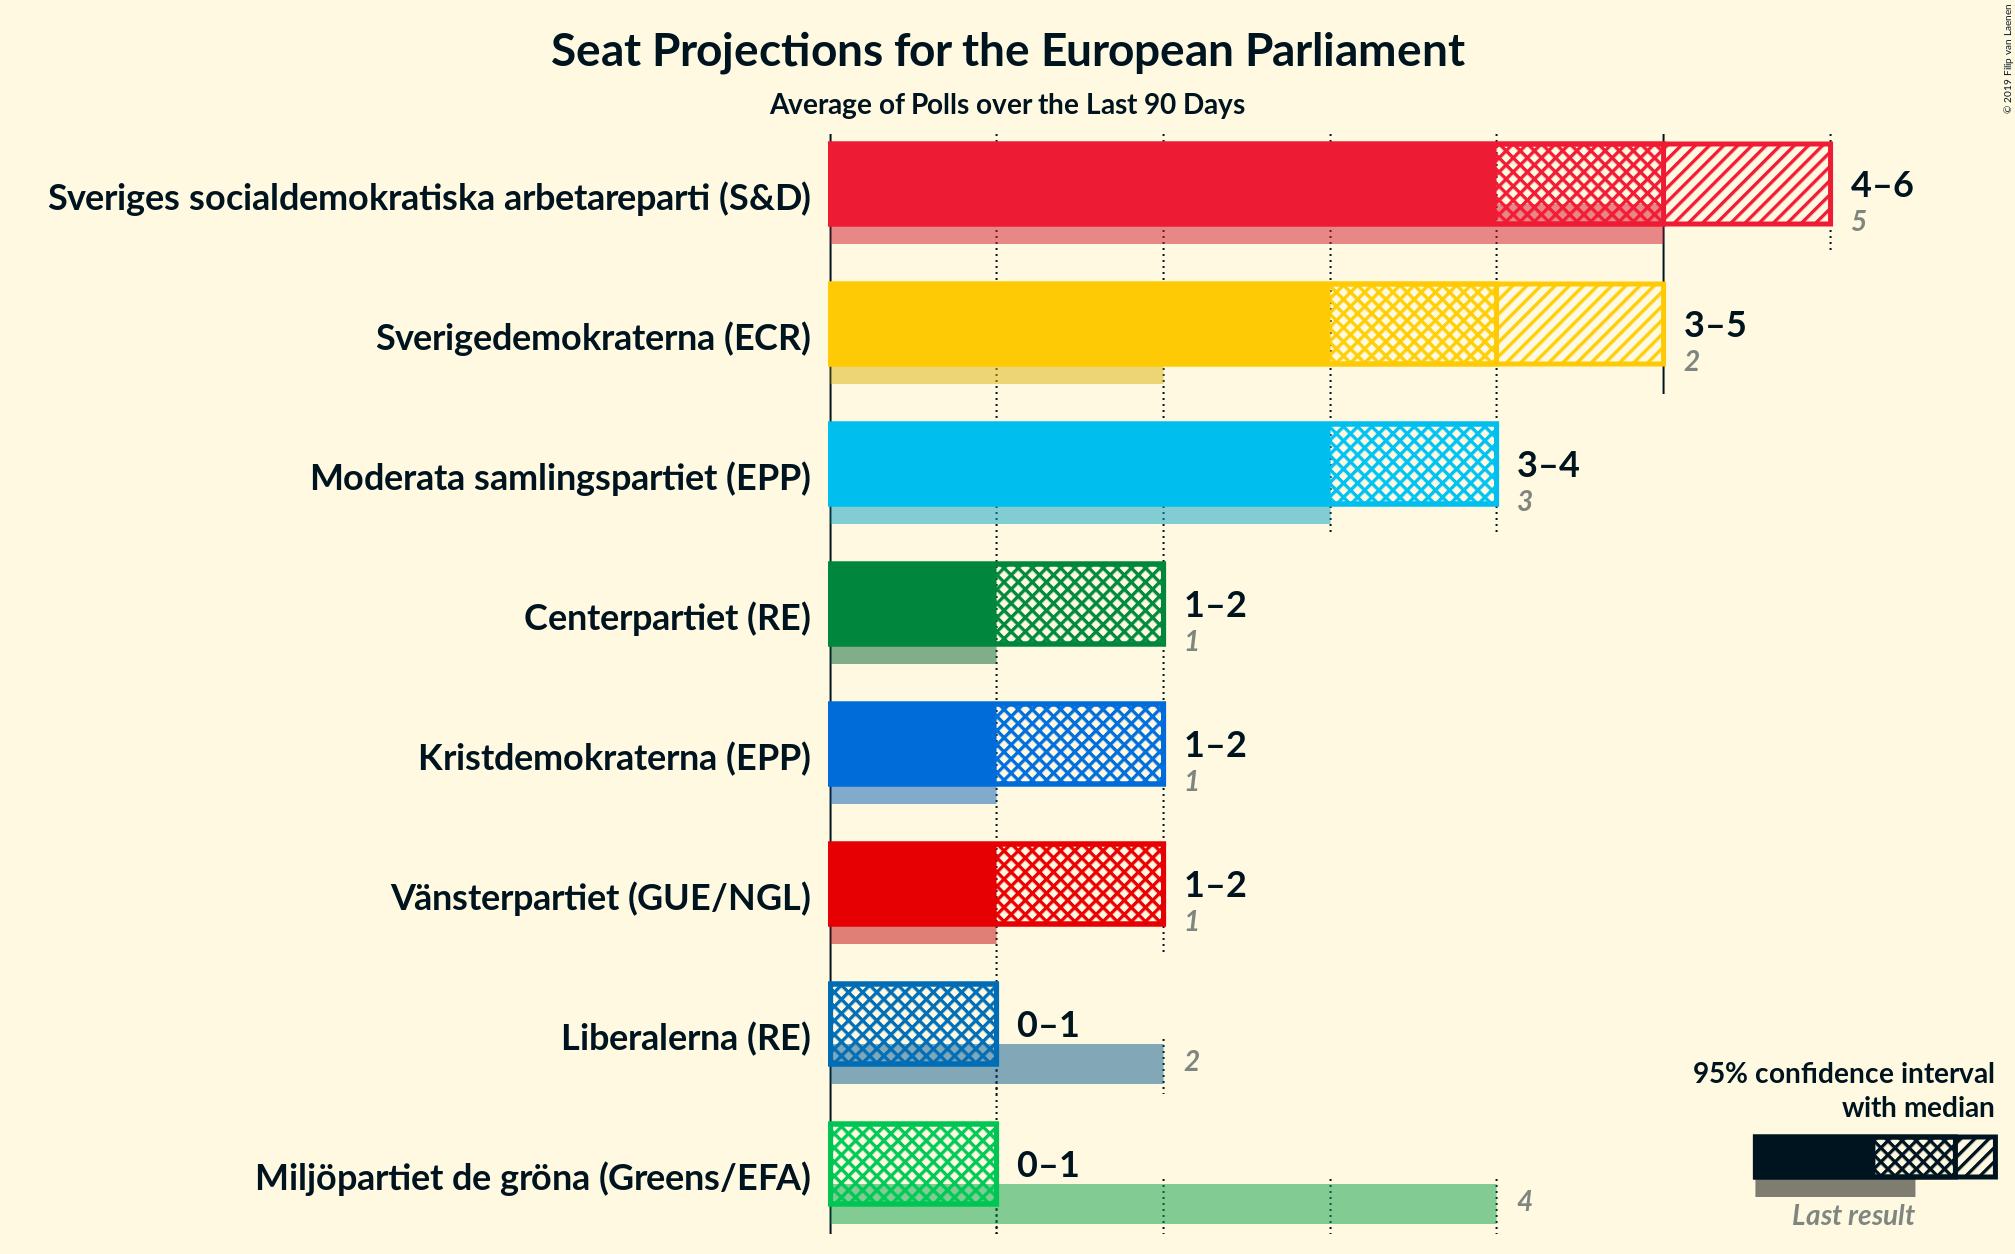 Seat Projections for the European Parliament
Average of Polls over the Last 90 Days
© 2019 Filip van Laenen
Sveriges socialdemokratiska arbetareparti (S&D)
4–6
5
Sverigedemokraterna (ECR)
3–5
2
Moderata samlingspartiet (EPP)
3–4
3
Centerpartiet (RE)
1–2
1
Kristdemokraterna (EPP)
1–2
1
Vänsterpartiet (GUE/NGL)
1–2
1
Liberalerna (RE)
0–1
2
Miljöpartiet de gröna (Greens/EFA)
0–1
4
95% confidence interval
with median
Last result